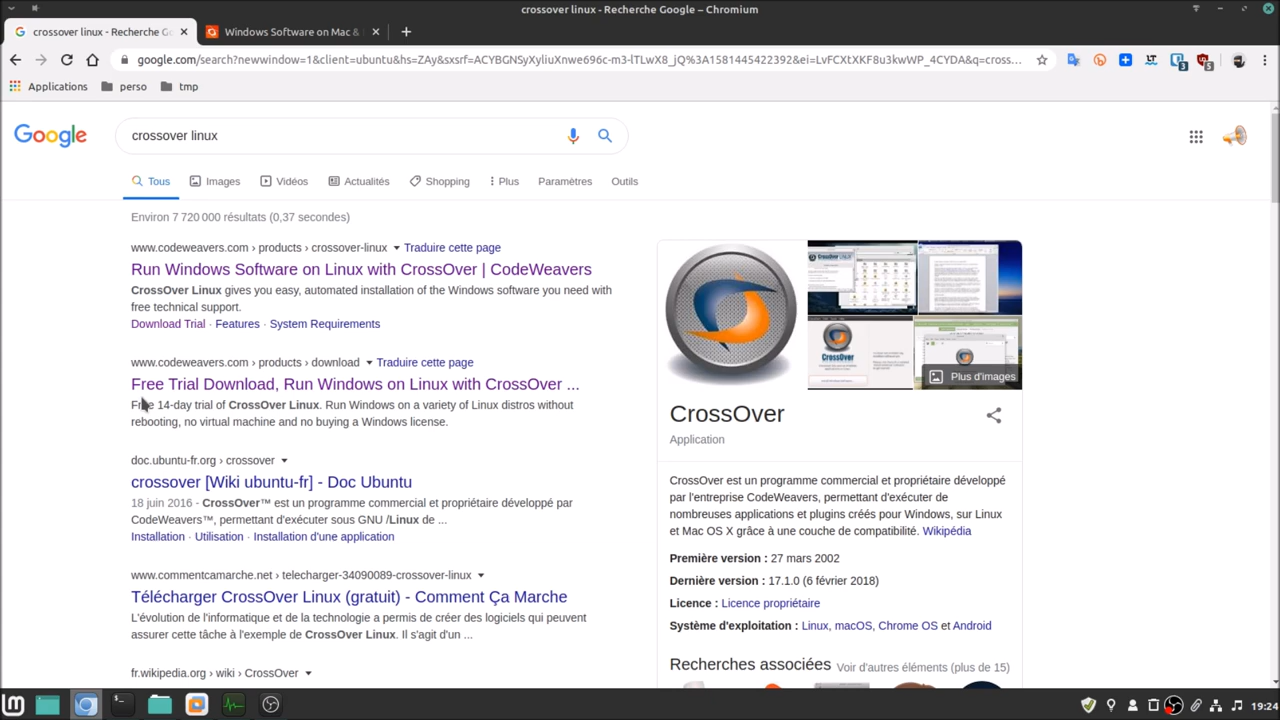 crossover linux - Recherche Google – Chromium
crossover linux - Recherche Go
Windows Software on Mac &
google.com/search?newwindow=1&client=ubuntu&hs=ZAy&sxsrf=ACYBGNSyXyliuXnwe696c-m3-lTLwX8_jQ%3A1581445422392&ei=LvFCXtXKF8u3kwWP_4CYDA&q=cross…
Applications
perso
tmp
Google
crossover linux
Tous
Images
Vidéos
Actualités
Shopping
Plus
Paramètres
Outils
Environ 7 720 000 résultats (0,37 secondes)
www.codeweavers.com › products › crossover-linux
Traduire cette page
Run Windows Software on Linux with CrossOver | CodeWeavers
CrossOver Linux gives you easy, automated installation of the Windows software you need with
free technical support.
Download Trial · Features · System Requirements
www.codeweavers.com › products › download
Traduire cette page
Free Trial Download, Run Windows on Linux with CrossOver ...
Free 14-day trial of CrossOver Linux. Run Windows on a variety of Linux distros without
rebooting, no virtual machine and no buying a Windows license.
doc.ubuntu-fr.org › crossover
crossover [Wiki ubuntu-fr] - Doc Ubuntu
18 juin 2016 - CrossOver™ est un programme commercial et propriétaire développé par
CodeWeavers™, permettant d'exécuter sous GNU /Linux de ...
Installation · Utilisation · Installation d'une application
www.commentcamarche.net › telecharger-34090089-crossover-linux
Télécharger CrossOver Linux (gratuit) - Comment Ça Marche
L'évolution de l'informatique et de la technologie a permis de créer des logiciels qui peuvent
assurer cette tâche à l'exemple de CrossOver Linux. Il s'agit d'un ...
fr.wikipedia.org › wiki › CrossOver
Plus d'images
CrossOver
Application
CrossOver est un programme commercial et propriétaire développé
par l'entreprise CodeWeavers, permettant d'exécuter de
nombreuses applications et plugins créés pour Windows, sur Linux
et Mac OS X grâce à une couche de compatibilité. Wikipédia
Première version : 27 mars 2002
Dernière version : 17.1.0 (6 février 2018)
Licence : Licence propriétaire
Système d'exploitation : Linux, macOS, Chrome OS et Android
Recherches associées
Voir d'autres éléments (plus de 15)
19:24